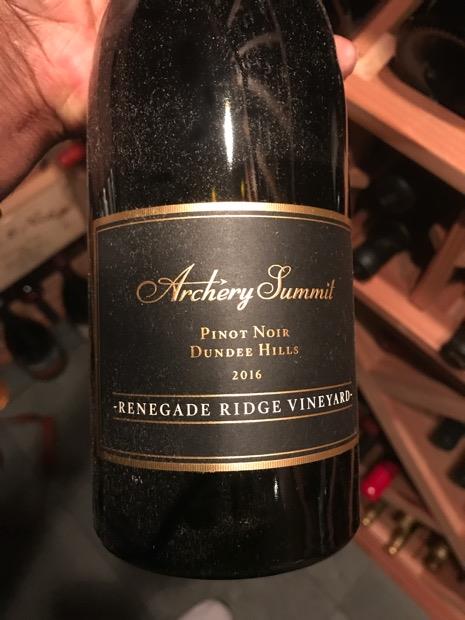 Archery Summit
PINOT NOIR
DUNDEE HILLS
2016
-RENEGADE RIDGE VINEYARD-